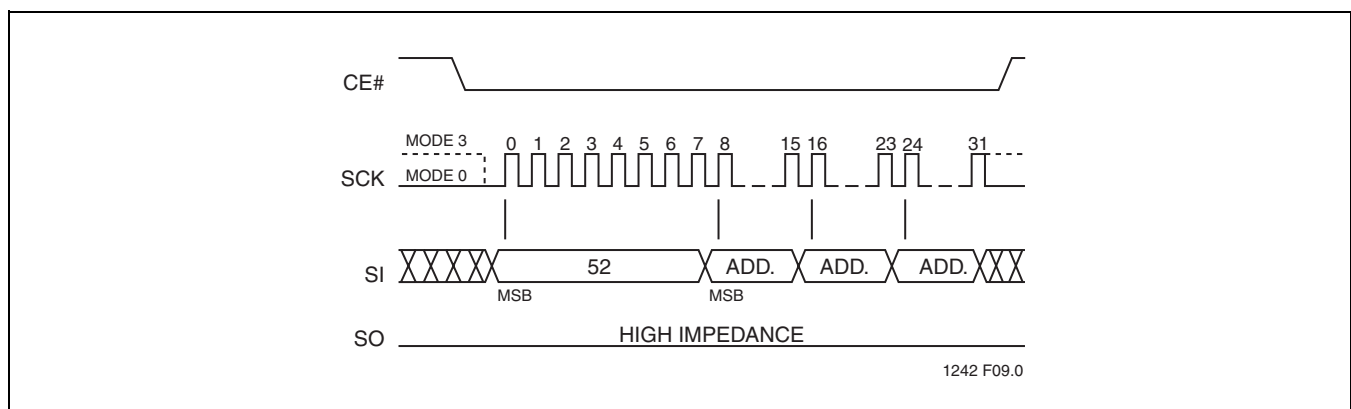 CE#
MODE 3
0 1 2 3 4 5 6 7 8 15 16 23 24 31
SCK
MODE 0
SI 52 ADD. ADD. ADD.
MSB MSB
SO HIGH IMPEDANCE
1242 F09.0